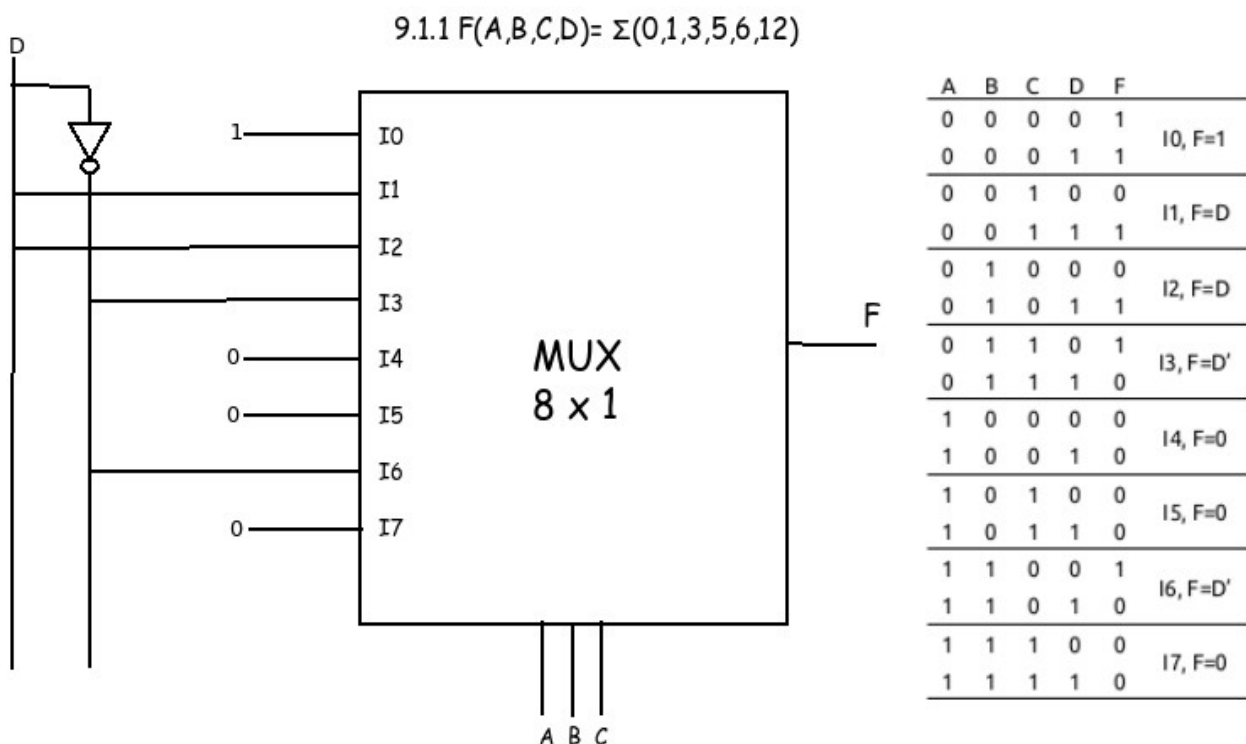 9.1.1 F(A,B,C,D)= Σ(0,1,3,5,6,12)
D
1
I0
I1
I2
I3
0
I4
0
I5
I6
0
I7
MUX
8 x 1
F
A B C
A B C D F
0 0 0 0 1
I0, F=1
0 0 0 1 1
0 0 1 0 0
I1, F=D
0 0 1 1 1
0 1 0 0 0
I2, F=D
0 1 0 1 1
0 1 1 0 1
I3, F=D'
0 1 1 1 0
1 0 0 0 0
I4, F=0
1 0 0 1 0
1 0 1 0 0
I5, F=0
1 0 1 1 0
1 1 0 0 1
I6, F=D'
1 1 0 1 0
1 1 1 0 0
I7, F=0
1 1 1 1 0